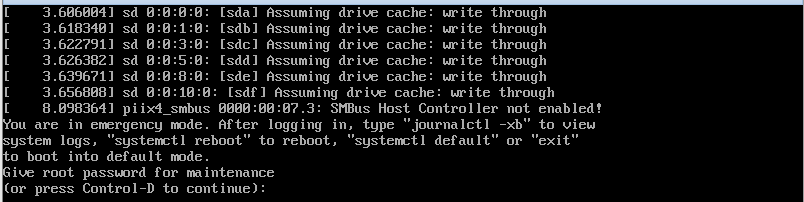 [    3.606004] sd 0:0:0:0: [sda] Assuming drive cache: write through
[    3.618340] sd 0:0:1:0: [sdb] Assuming drive cache: write through
[    3.622791] sd 0:0:3:0: [sdc] Assuming drive cache: write through
[    3.626382] sd 0:0:5:0: [sdd] Assuming drive cache: write through
[    3.639671] sd 0:0:8:0: [sde] Assuming drive cache: write through
[    3.656808] sd 0:0:10:0: [sdf] Assuming drive cache: write through
[    8.098364] piix4_smbus 0000:00:07.3: SMBus Host Controller not enabled!
You are in emergency mode. After logging in, type "journalctl -xb" to view
system logs, "systemctl reboot" to reboot, "systemctl default" or "exit"
to boot into default mode.
Give root password for maintenance
(or press Control-D to continue):